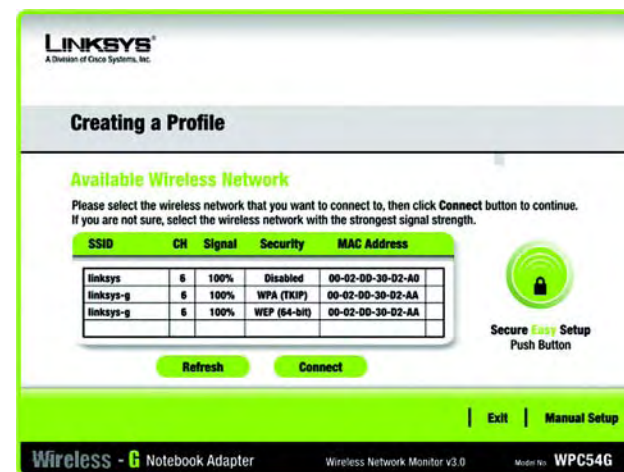 LINKSYS®
A Division of Cisco Systems, Inc.
Creating a Profile
Available Wireless Network
Please select the wireless network that you want to connect to, then click Connect button to continue.
If you are not sure, select the wireless network with the strongest signal strength.
SSID CH Signal Security MAC Address
linksys 6 100% Disabled 00-02-DD-30-D2-A0
linksys-g 6 100% WPA (TKIP) 00-02-DD-30-D2-AA
linksys-g 6 100% WEP (64-bit) 00-02-DD-30-D2-AA
Secure Easy Setup
Push Button
Refresh Connect
Exit Manual Setup
Wireless - G Notebook Adapter Wireless Network Monitor v3.0 Model No. WPC54G